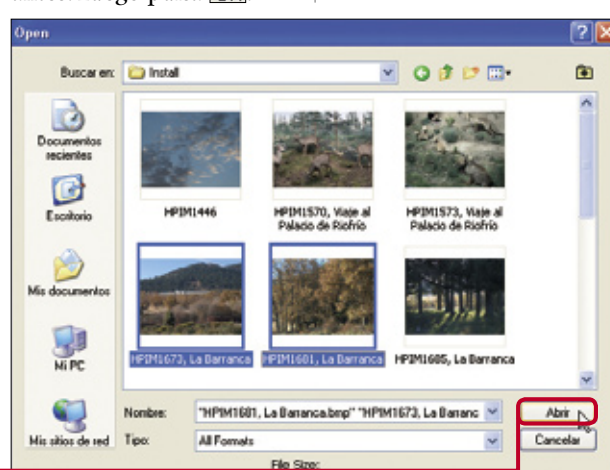 Open
Buscar en: Install
Documentos recientes
Escritorio
Mis documentos
Mi PC
Mis sitios de red
HPIM1446
HPIM1570, Viaje al Palacio de Riofrío
HPIM1573, Viaje al Palacio de Riofrío
HPIM1673, La Barranca
HPIM1681, La Barranca
HPIM1685, La Barranca
Nombre: "HPIM1681, La Barranca.bmp" "HPIM1673, La Barranc
Abrir
Tipo: All Formats
Cancelar
File Size: